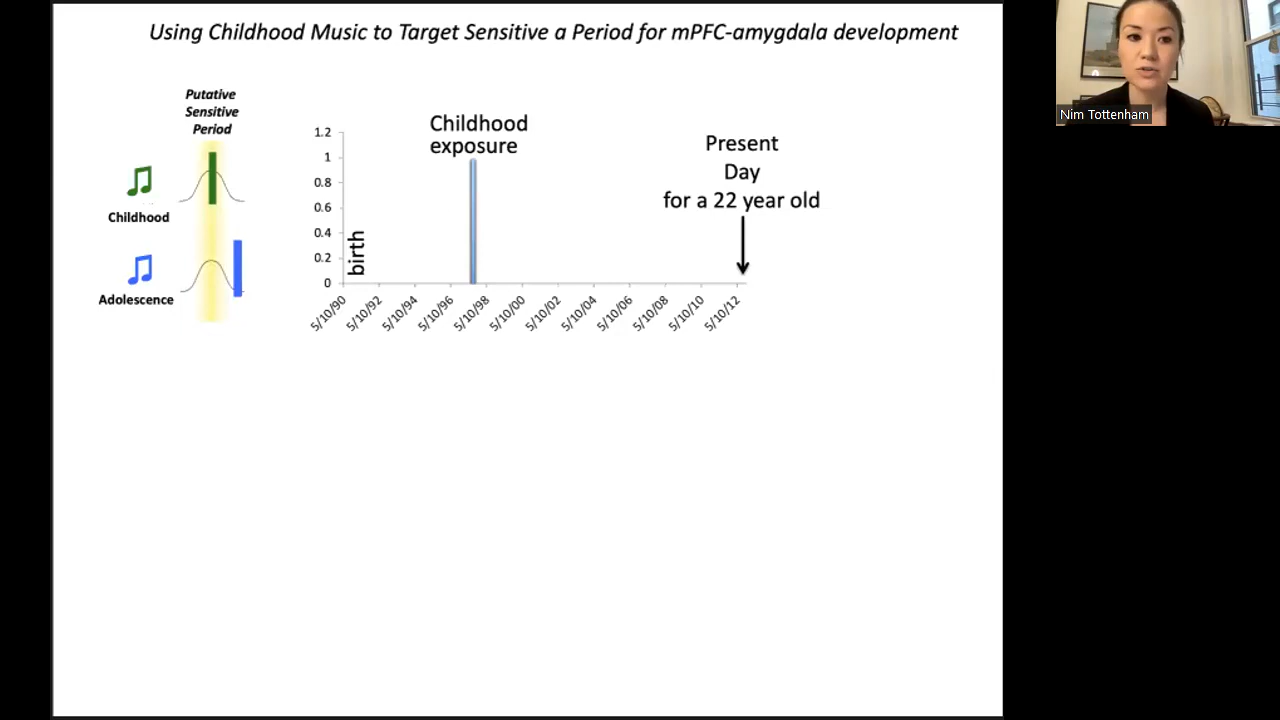 Using Childhood Music to Target Sensitive a Period for mPFC-amygdala development
Putative
Sensitive
Period
Childhood
Adolescence
Childhood
exposure
Present
Day
for a 22 year old
1.2
1
0.8
0.6
0.4
0.2
0
birth
5/10/90
5/10/92
5/10/94
5/10/96
5/10/98
5/10/00
5/10/02
5/10/04
5/10/06
5/10/08
5/10/10
5/10/12
Nim Tottenham